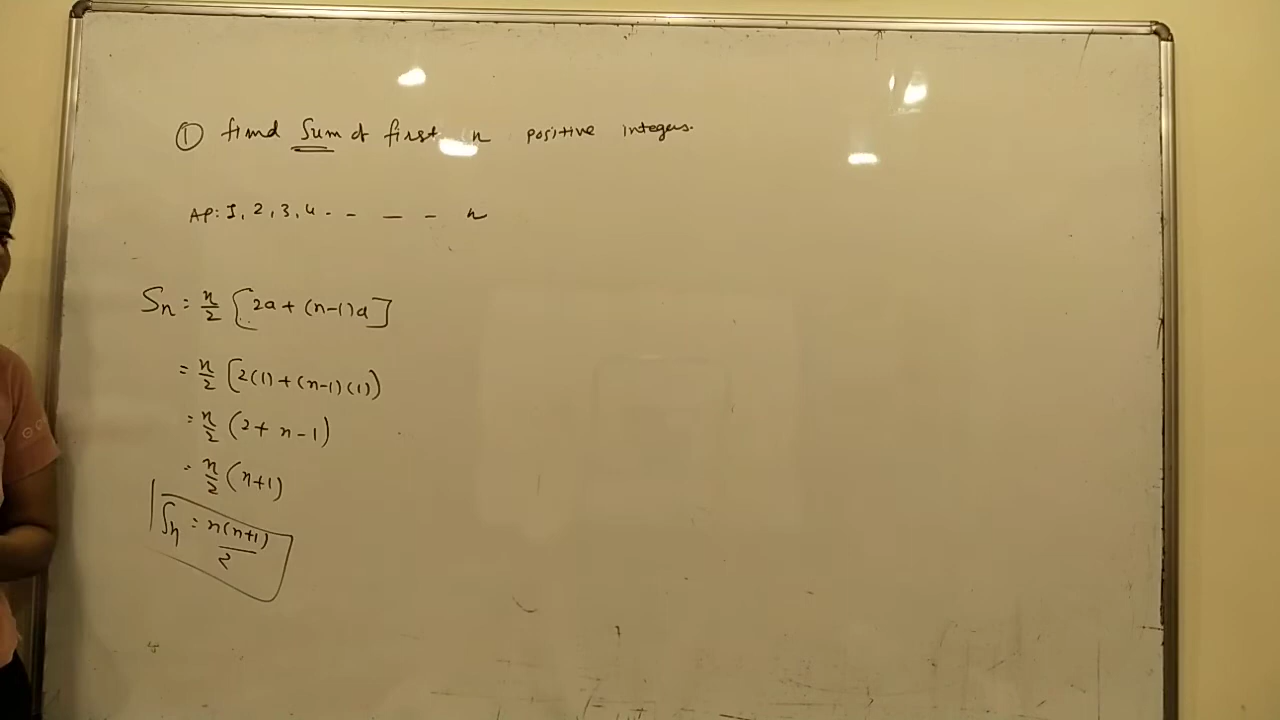 ① find Sum of first n positive integers.
AP: 1, 2, 3, 4 - - - - n
Sn = n/2 [2a + (n-1)d]
= n/2 [2(1) + (n-1)(1)]
= n/2 (2 + n - 1)
= n/2 (n+1)
Sn = n(n+1)/2